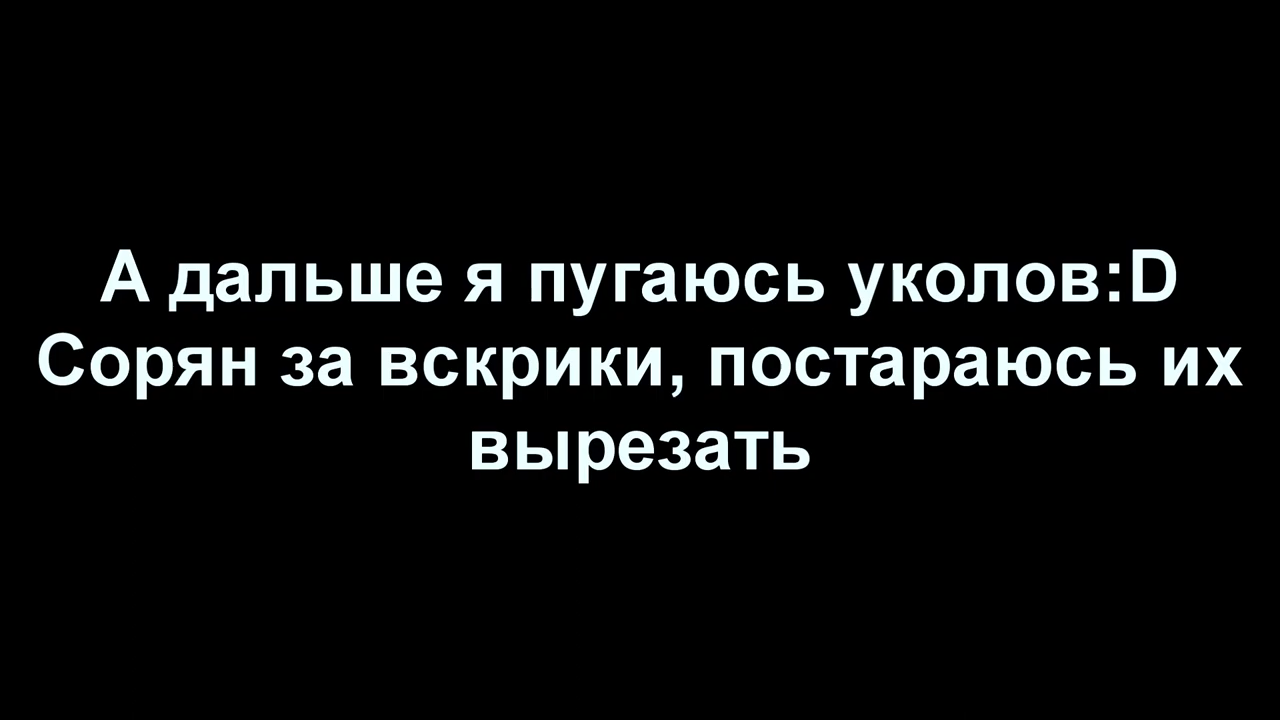 А дальше я пугаюсь уколов:D
Сорян за вскрики, постараюсь их
вырезать